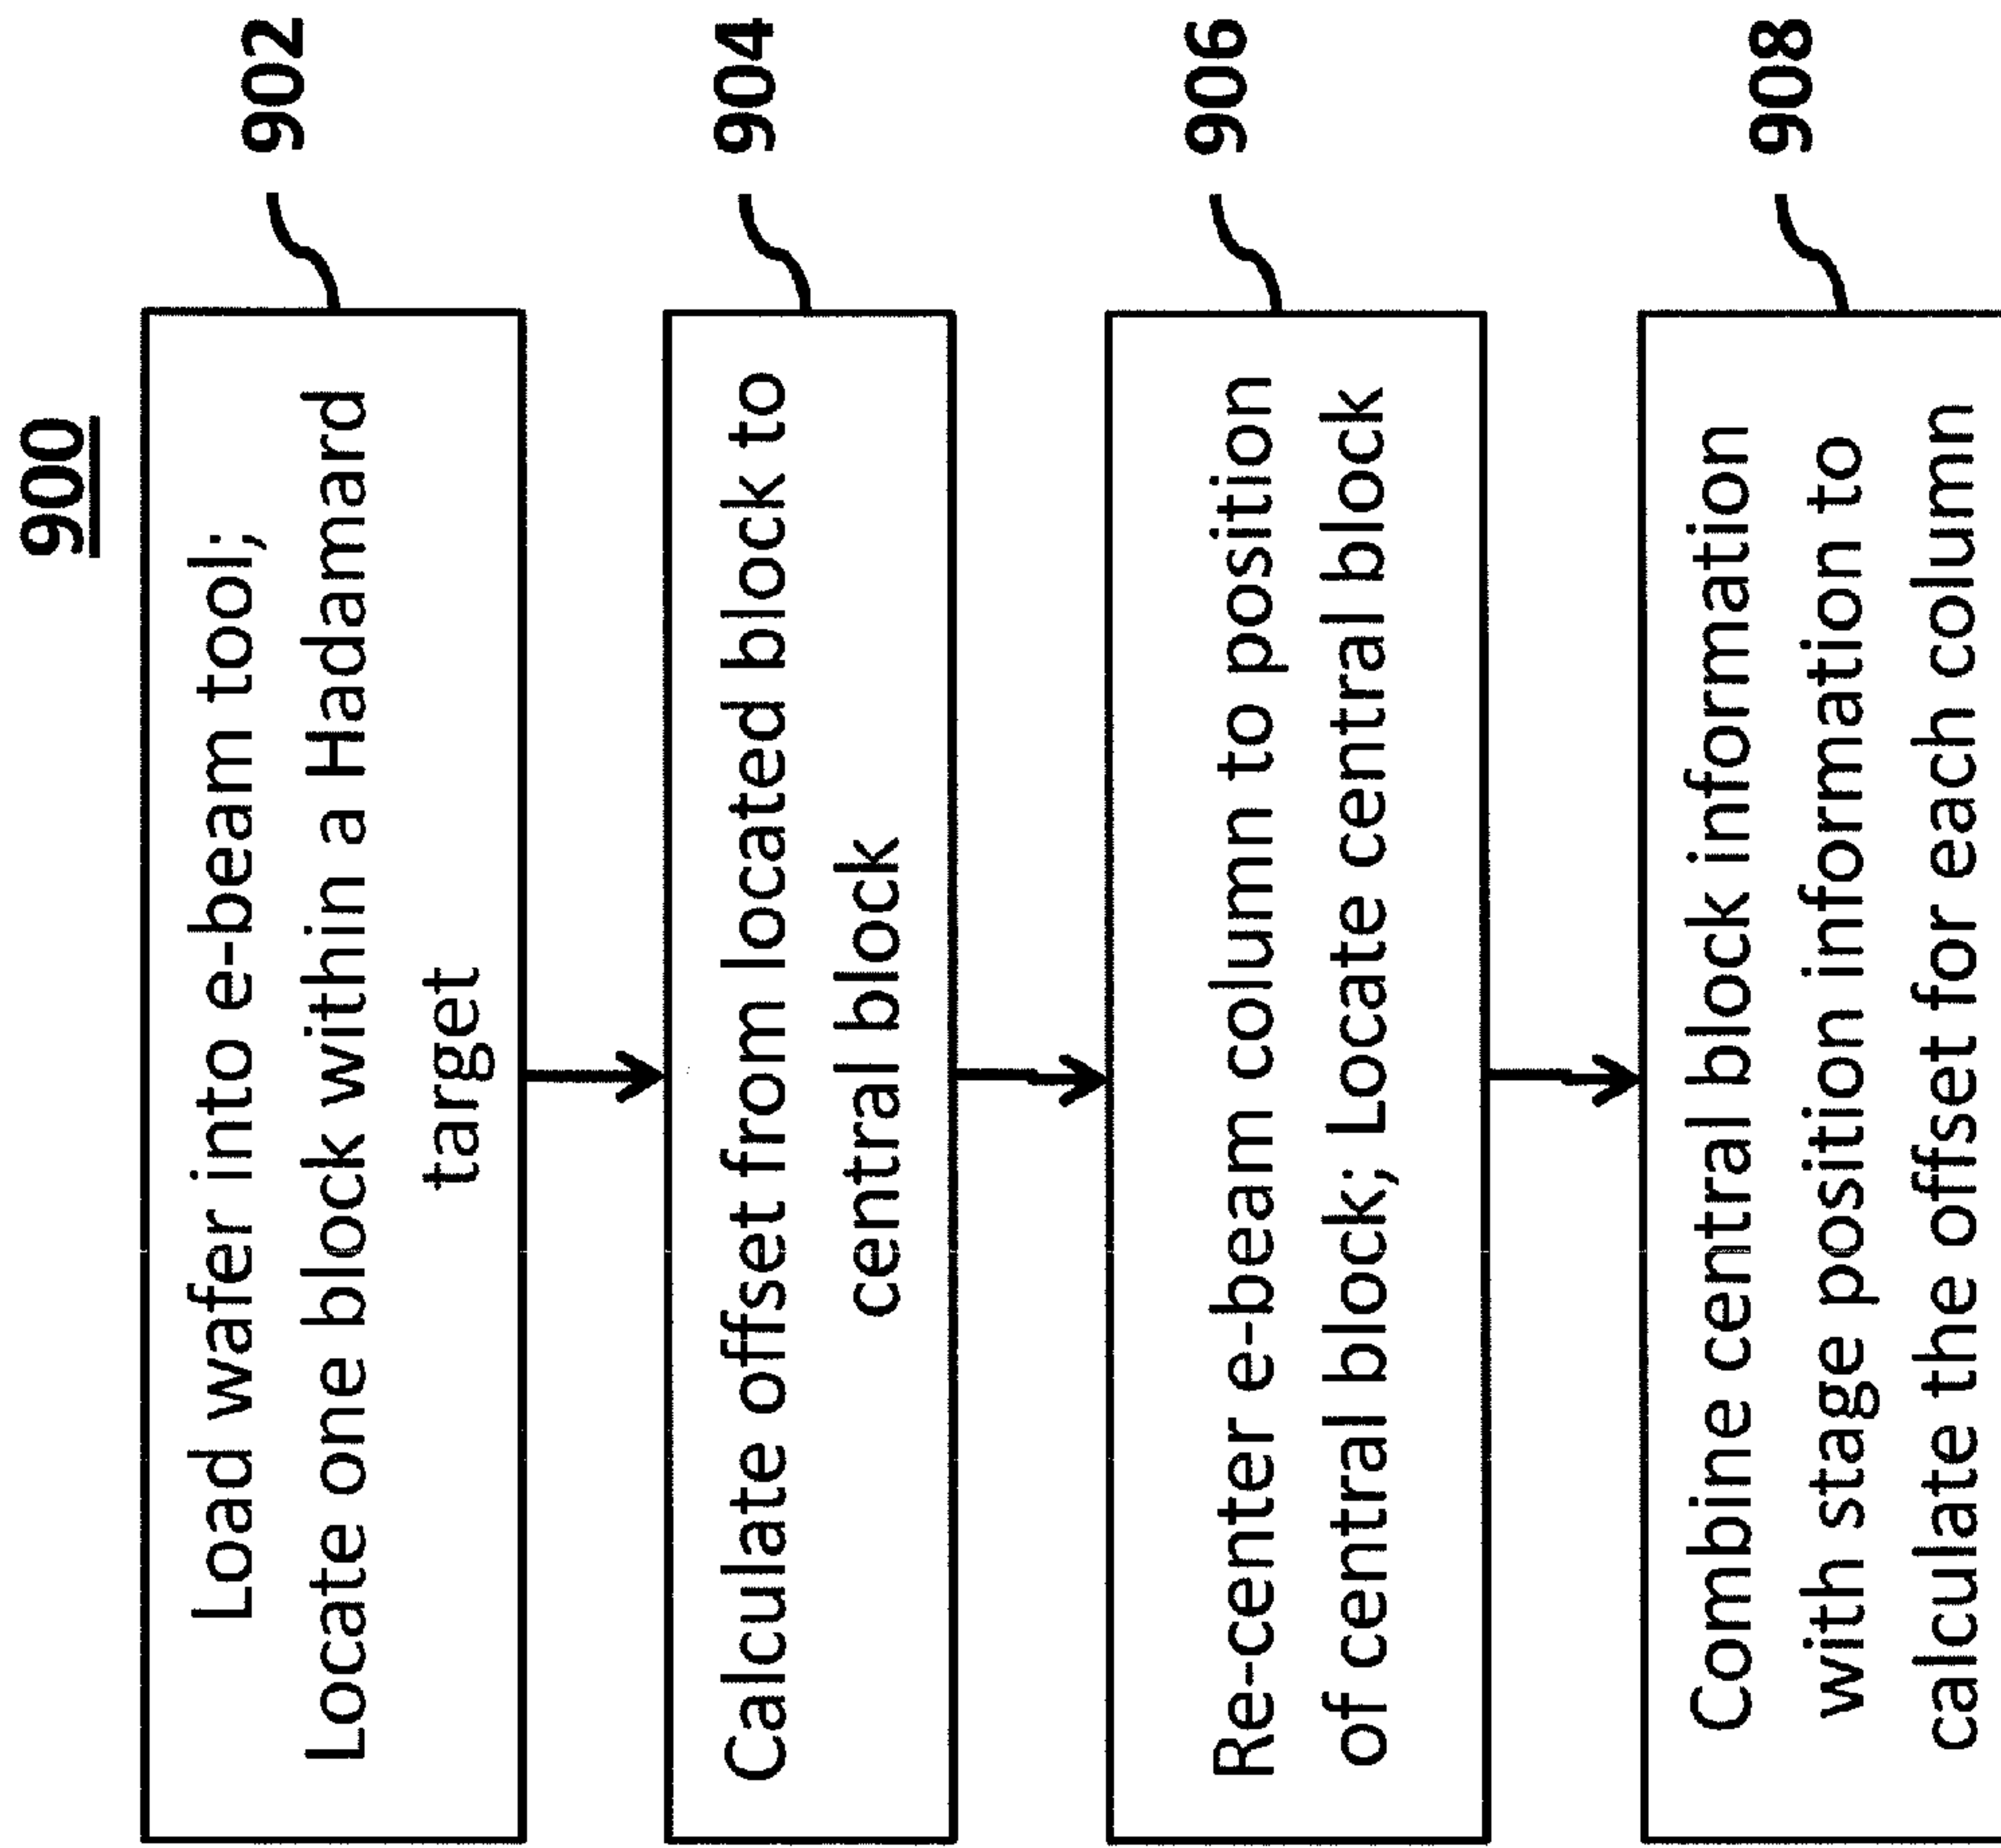 900
Load wafer into e-beam tool;
Locate one block within a Hadamard
target
902
Calculate offset from located block to
central block
904
Re-center e-beam column to position
of central block; Locate central block
906
Combine central block information
with stage position information to
calculate the offset for each column
908